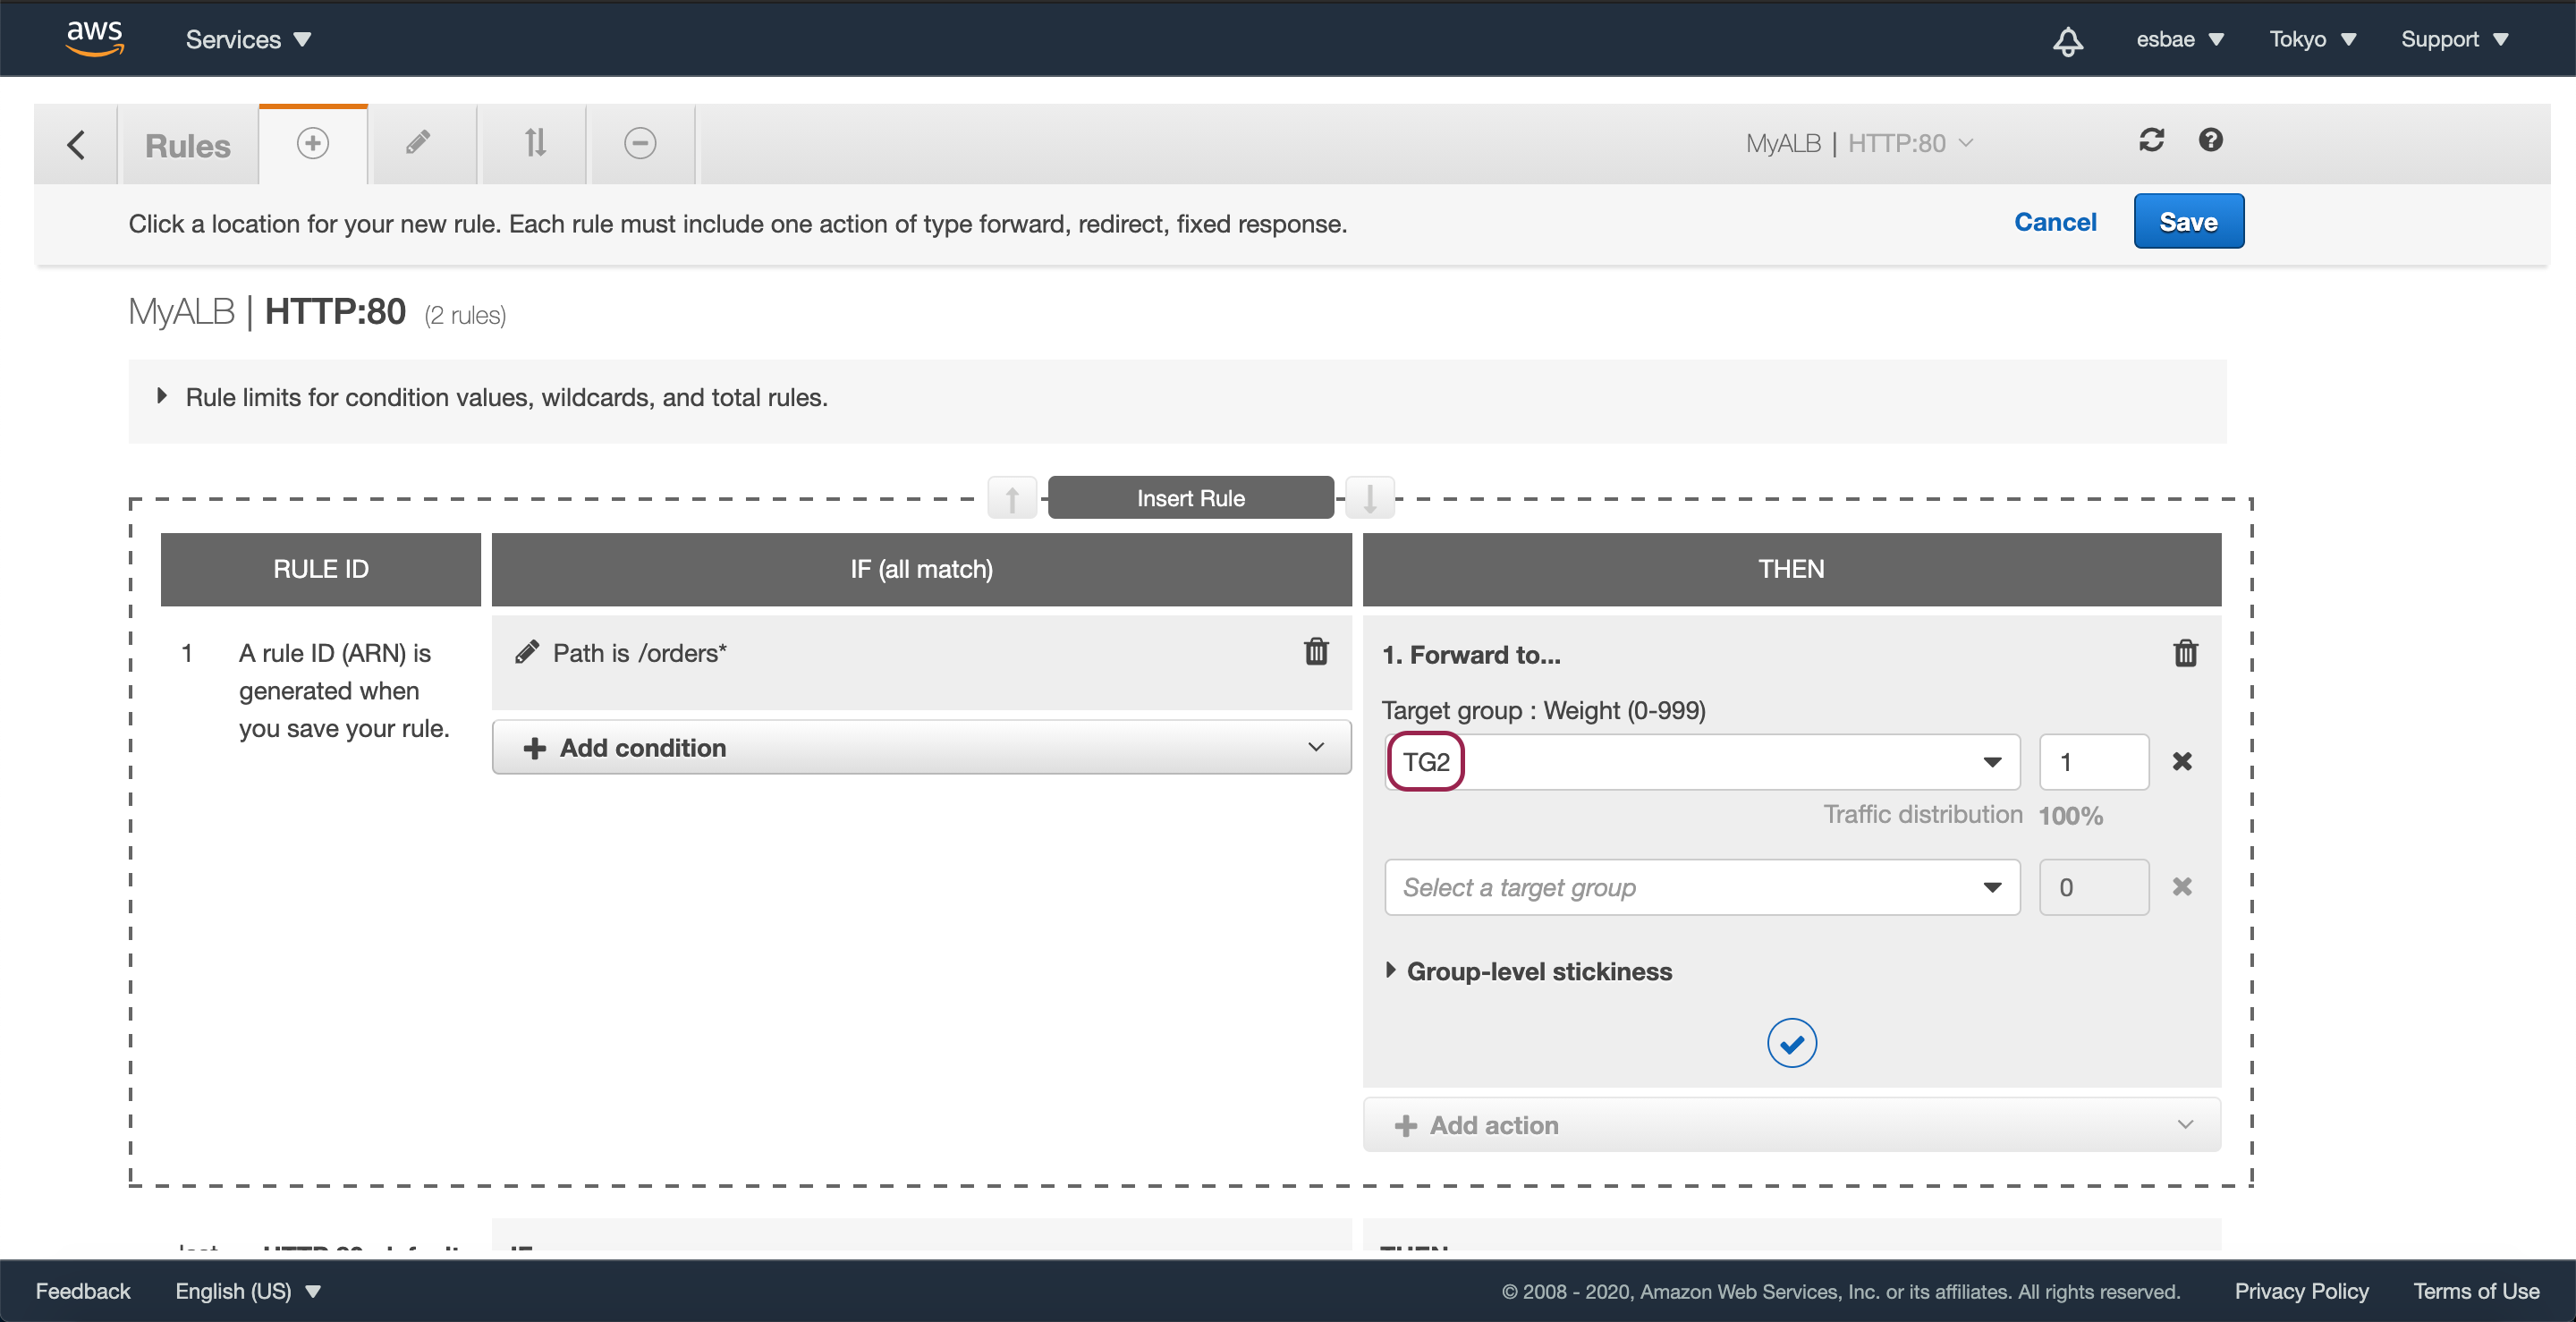 aws Services esbae Tokyo Support
Rules MyALB | HTTP:80
Click a location for your new rule. Each rule must include one action of type forward, redirect, fixed response. Cancel Save
MyALB | HTTP:80 (2 rules)
Rule limits for condition values, wildcards, and total rules.
Insert Rule
RULE ID IF (all match) THEN
1 A rule ID (ARN) is
generated when
you save your rule.
Path is /orders*
Add condition
1. Forward to...
Target group : Weight (0-999)
TG2 1
Traffic distribution 100%
Select a target group 0
Group-level stickiness
Add action
Feedback English (US) © 2008 - 2020, Amazon Web Services, Inc. or its affiliates. All rights reserved. Privacy Policy Terms of Use